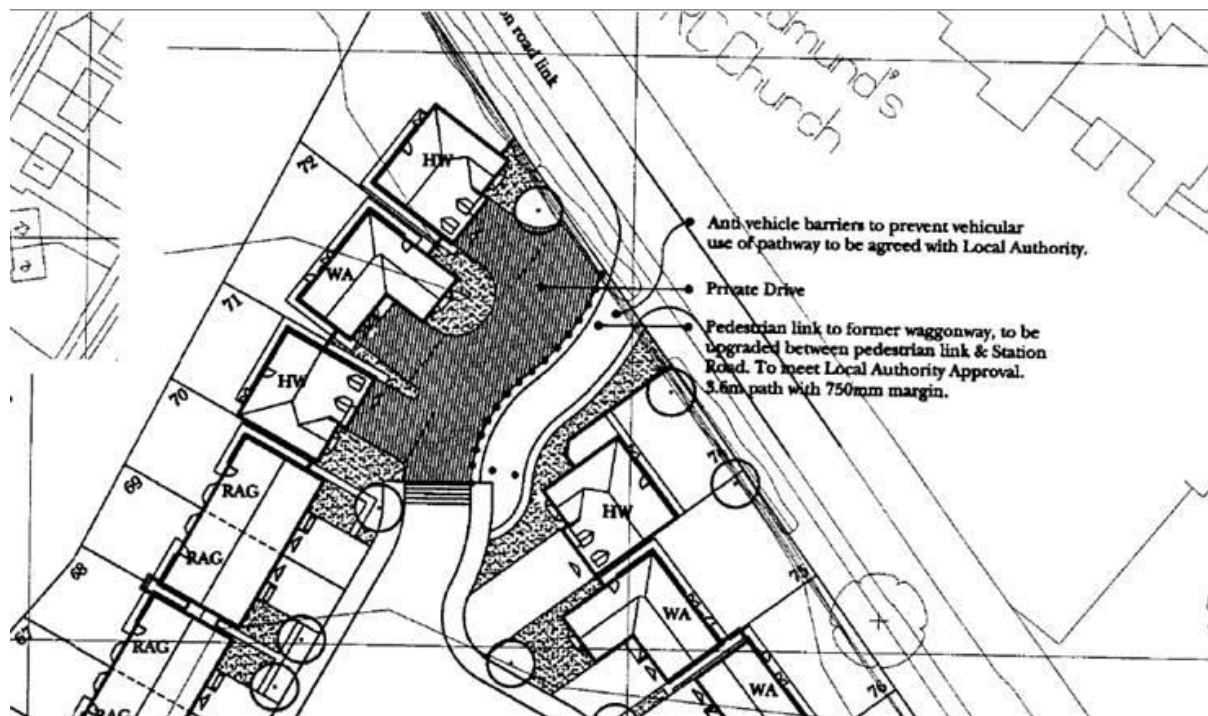 on road link
Edmund's
RC Church
72
HW
Anti vehicle barriers to prevent vehicular
use of pathway to be agreed with Local Authority.
WA
71
Private Drive
Pedestrian link to former waggonway, to be
upgraded between pedestrian link & Station
Road. To meet Local Authority Approval.
3.6m path with 750mm margin.
HW
70
69
RAG
HW
RAG
68
75
WA
67
RAG
WA
76
RAG